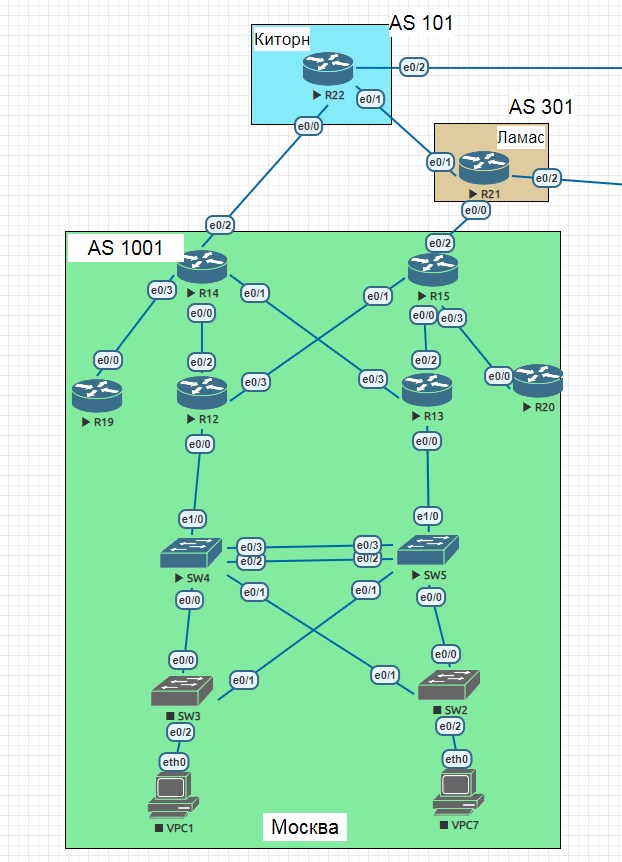 AS 101
Киторн
e0/2
R22
e0/1
e0/0
AS 301
Ламас
e0/1
e0/2
R21
e0/0
e0/2
e0/2
AS 1001
R14
R15
e0/3
e0/1
e0/1
e0/0
e0/0
e0/3
e0/0
e0/2
e0/2
e0/0
e0/3
e0/3
R19
R12
R13
R20
e0/0
e0/0
e1/0
e1/0
e0/3
e0/3
e0/2
e0/2
SW4
SW5
e0/0
e0/1
e0/1
e0/0
e0/0
e0/0
e0/1
e0/1
SW3
SW2
e0/2
e0/2
eth0
eth0
VPC1
VPC7
Москва